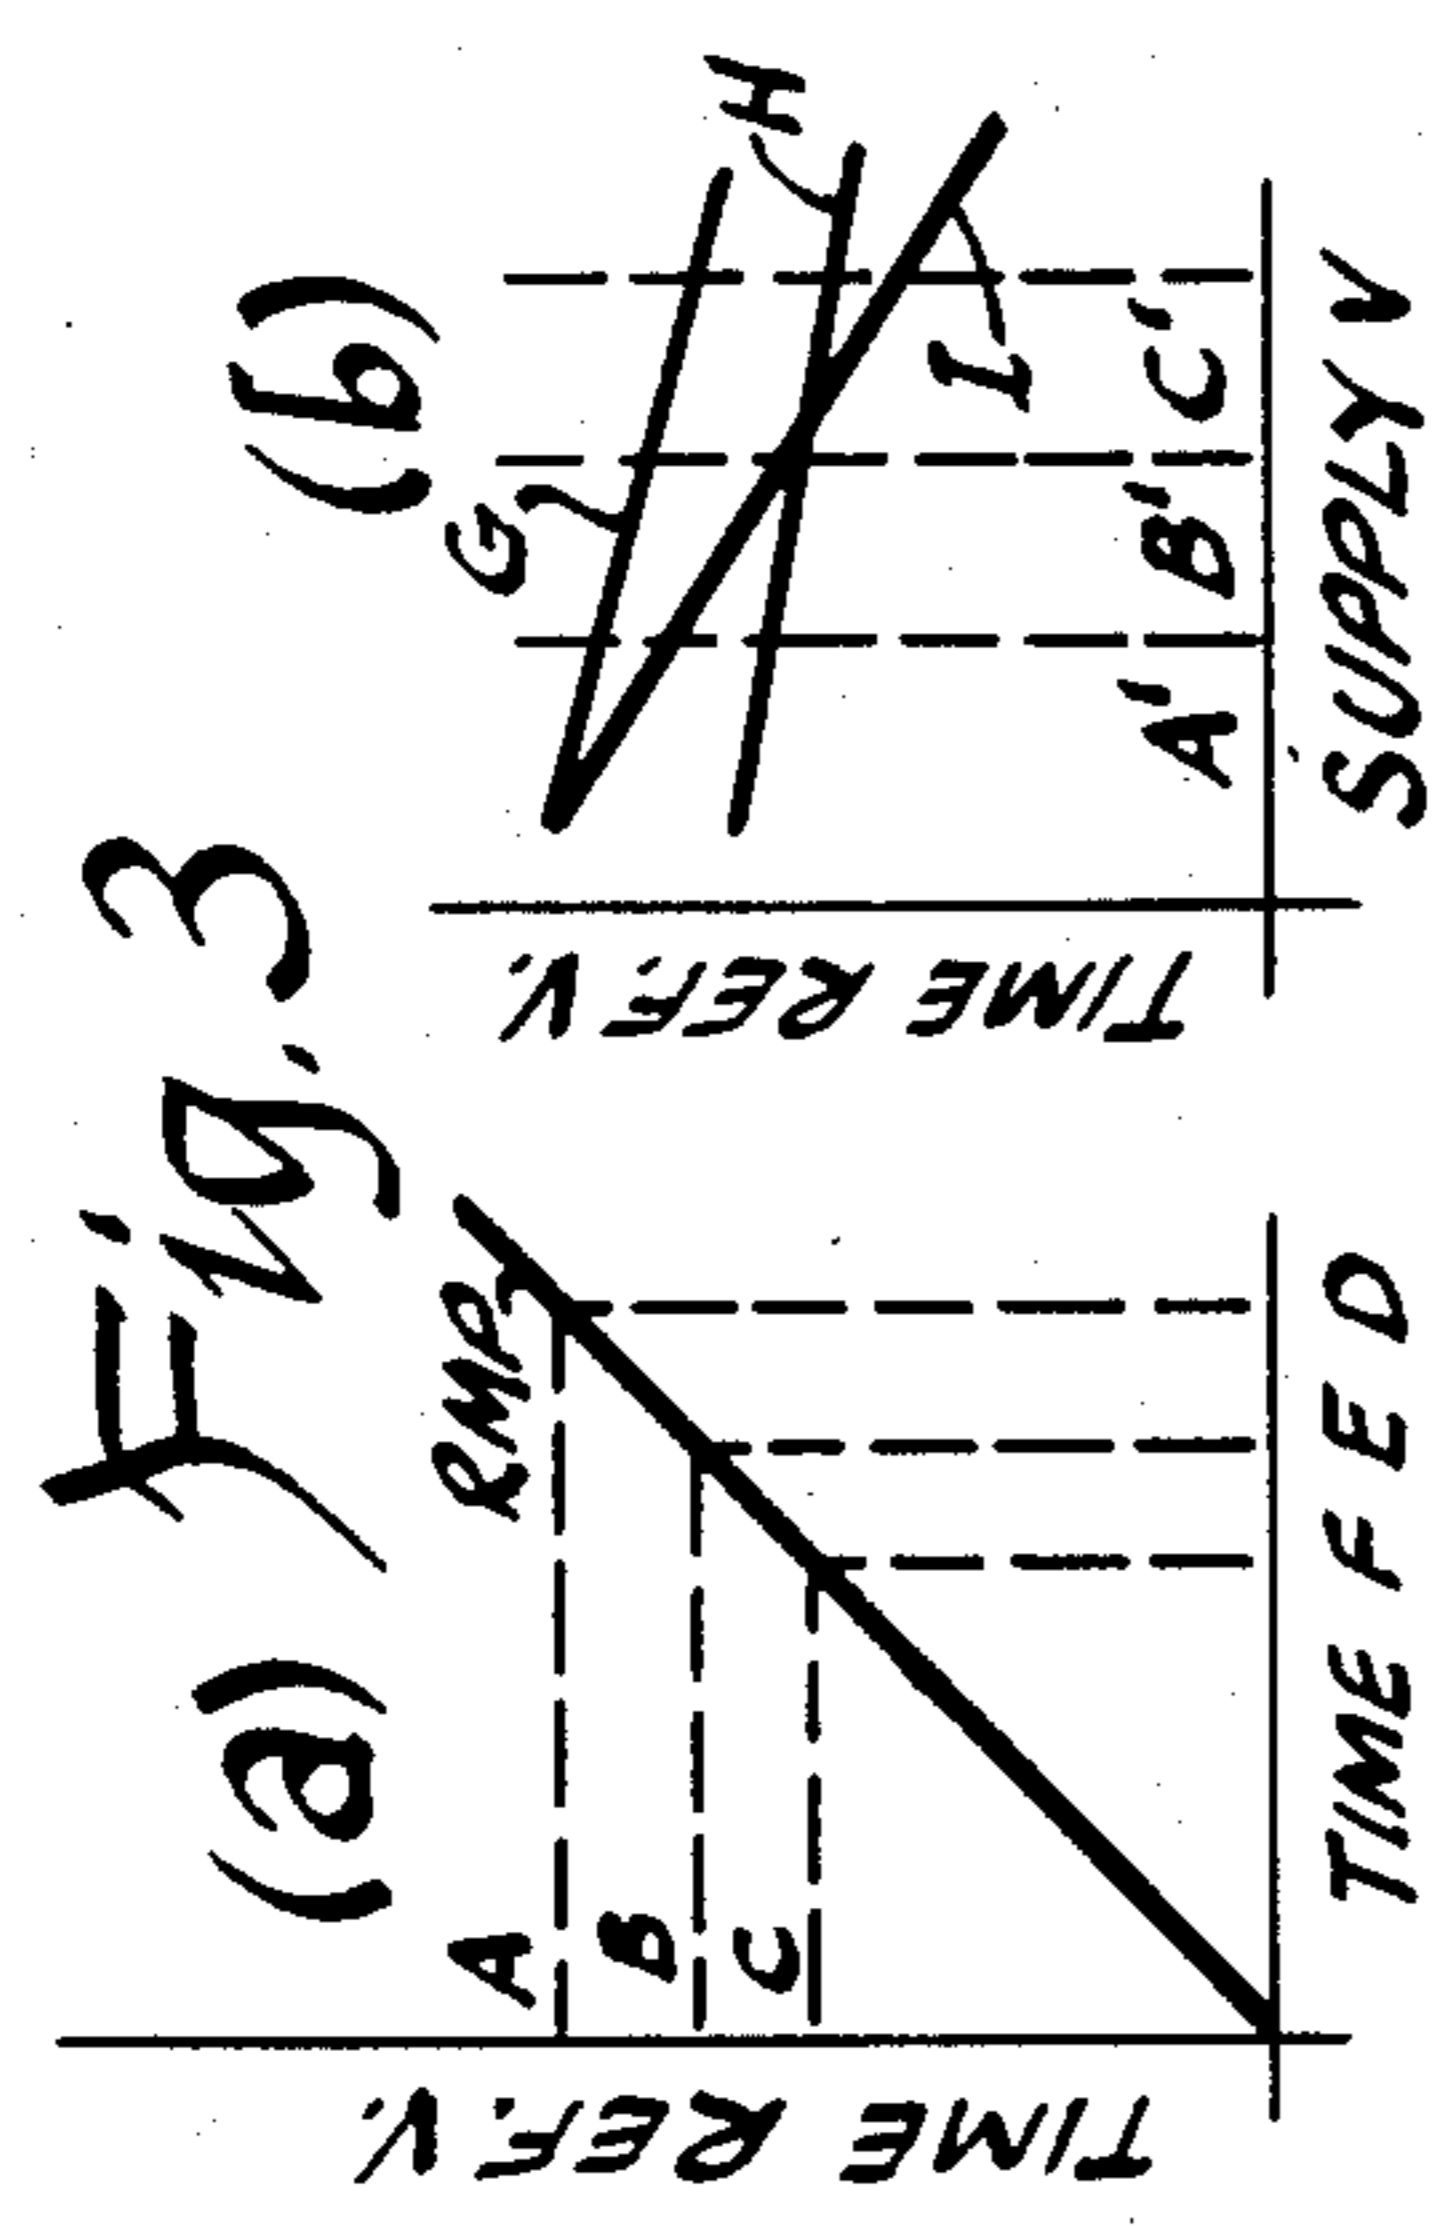 Fig. 3
(a)
RMP
A
B
C
TIME REF. V.
TIME F E D
(b)
G
H
I
A' B' C'
TIME REF. V.
SUPPLY V